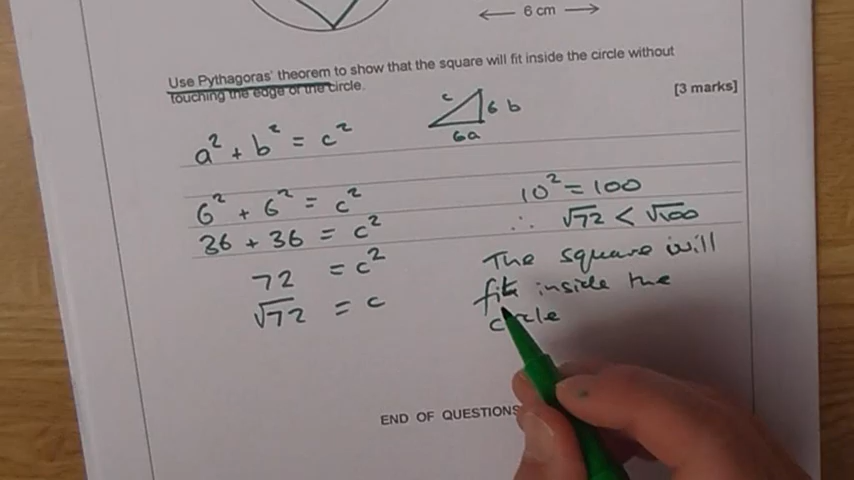 6 cm
Use Pythagoras' theorem to show that the square will fit inside the circle without
touching the edge of the circle.
[3 marks]
c 6 b
6a
a² + b² = c²
6² + 6² = c²
36 + 36 = c²
72 = c²
√72 = c
10² = 100
∴ √72 < √100
The square will
fit inside the
circle
END OF QUESTIONS